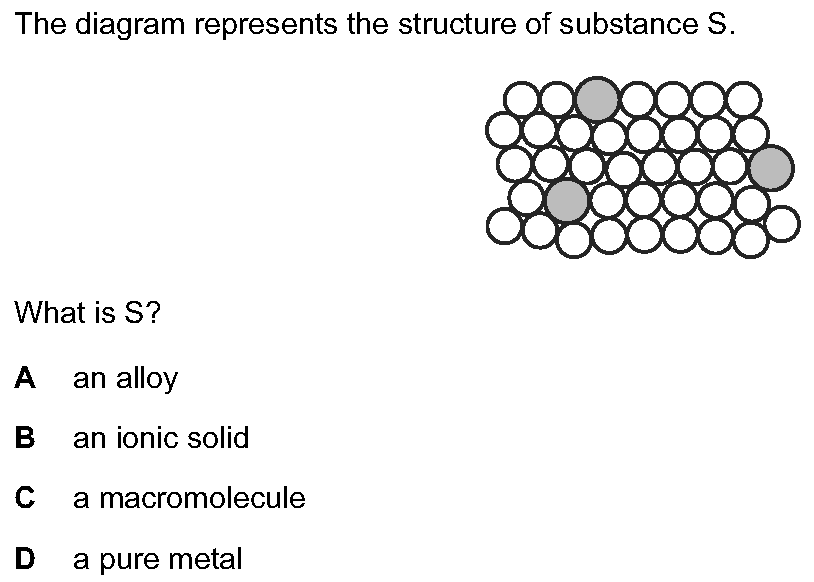 The diagram represents the structure of substance S.
What is S?
A an alloy
B an ionic solid
C a macromolecule
D a pure metal